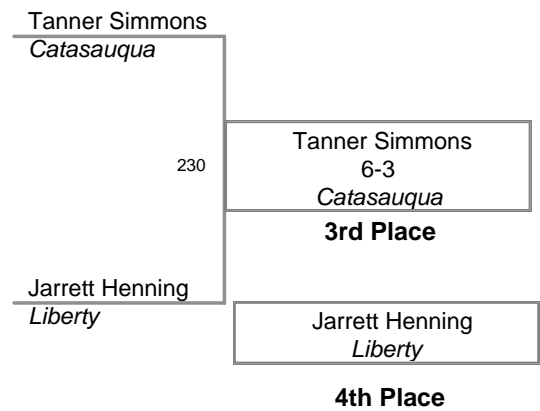 Tanner Simmons
Catasauqua
230
Tanner Simmons
6-3
Catasauqua
3rd Place
Jarrett Henning
Liberty
Jarrett Henning
Liberty
4th Place